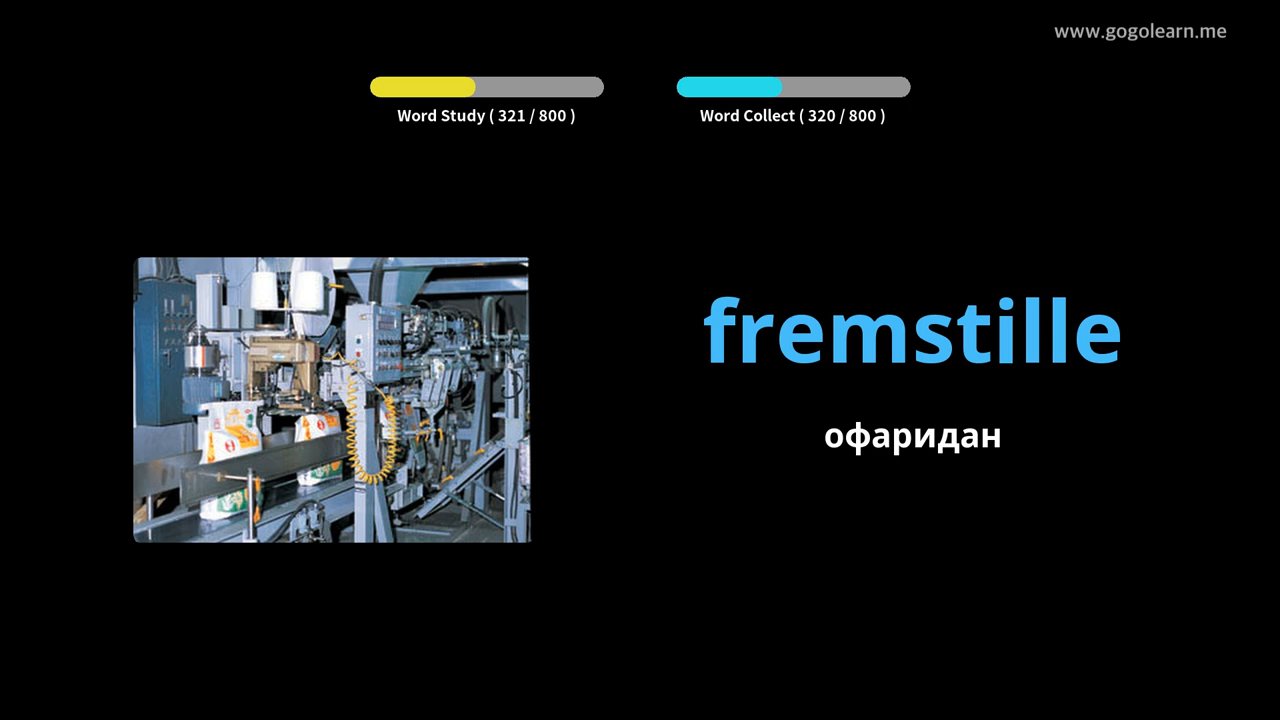 www.gogolearn.me
Word Study ( 321 / 800 )
Word Collect ( 320 / 800 )
fremstille
офаридан